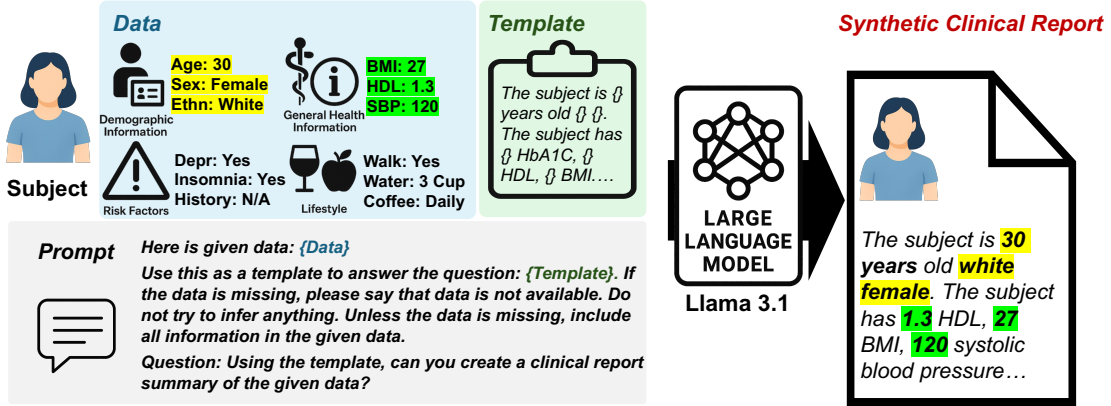 Data
Template
Synthetic Clinical Report
Subject
Age: 30
Sex: Female
Ethn: White
Demographic
Information
BMI: 27
HDL: 1.3
SBP: 120
General Health
Information
Depr: Yes
Insomnia: Yes
History: N/A
Risk Factors
Walk: Yes
Water: 3 Cup
Coffee: Daily
Lifestyle
The subject is {}
years old {} {}.
The subject has
{} HbA1C, {}
HDL, {} BMI....
Prompt
Here is given data: {Data}
Use this as a template to answer the question: {Template}. If
the data is missing, please say that data is not available. Do
not try to infer anything. Unless the data is missing, include
all information in the given data.
Question: Using the template, can you create a clinical report
summary of the given data?
LARGE
LANGUAGE
MODEL
Llama 3.1
The subject is 30
years old white
female. The subject
has 1.3 HDL, 27
BMI, 120 systolic
blood pressure…